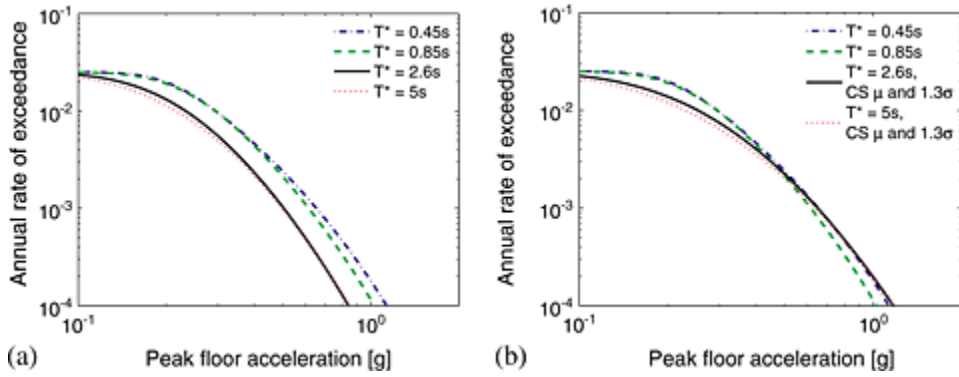 10⁻¹
10⁻²
10⁻³
10⁻⁴
Annual rate of exceedance
T* = 0.45s
T* = 0.85s
T* = 2.6s
T* = 5s
10⁻¹
10⁰
Peak floor acceleration [g]
(a)
10⁻¹
10⁻²
10⁻³
10⁻⁴
Annual rate of exceedance
T* = 0.45s
T* = 0.85s
T* = 2.6s,
CS μ and 1.3σ
T* = 5s,
CS μ and 1.3σ
10⁻¹
10⁰
Peak floor acceleration [g]
(b)